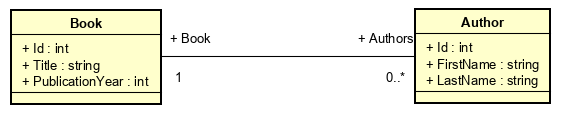 Book
+ Id : int
+ Title : string
+ PublicationYear : int
+ Book
1
+ Authors
0..*
Author
+ Id : int
+ FirstName : string
+ LastName : string